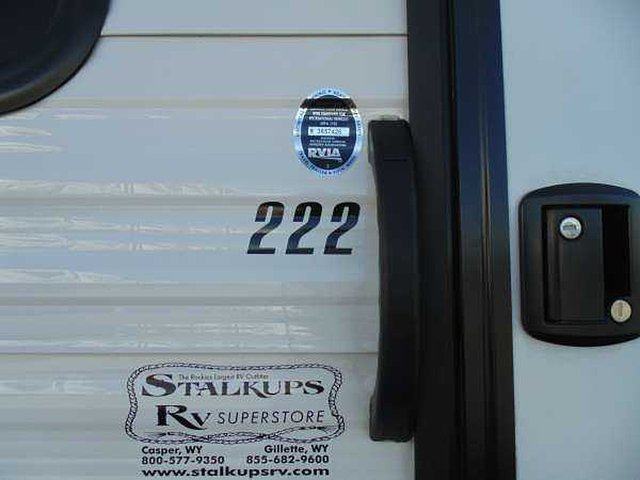 RVIA
222
The Rockies Largest RV Outfitter
STALKUPS
RV SUPERSTORE
Casper, WY Gillette, WY
800-577-9350 855-682-9600
www.stalkupsrv.com